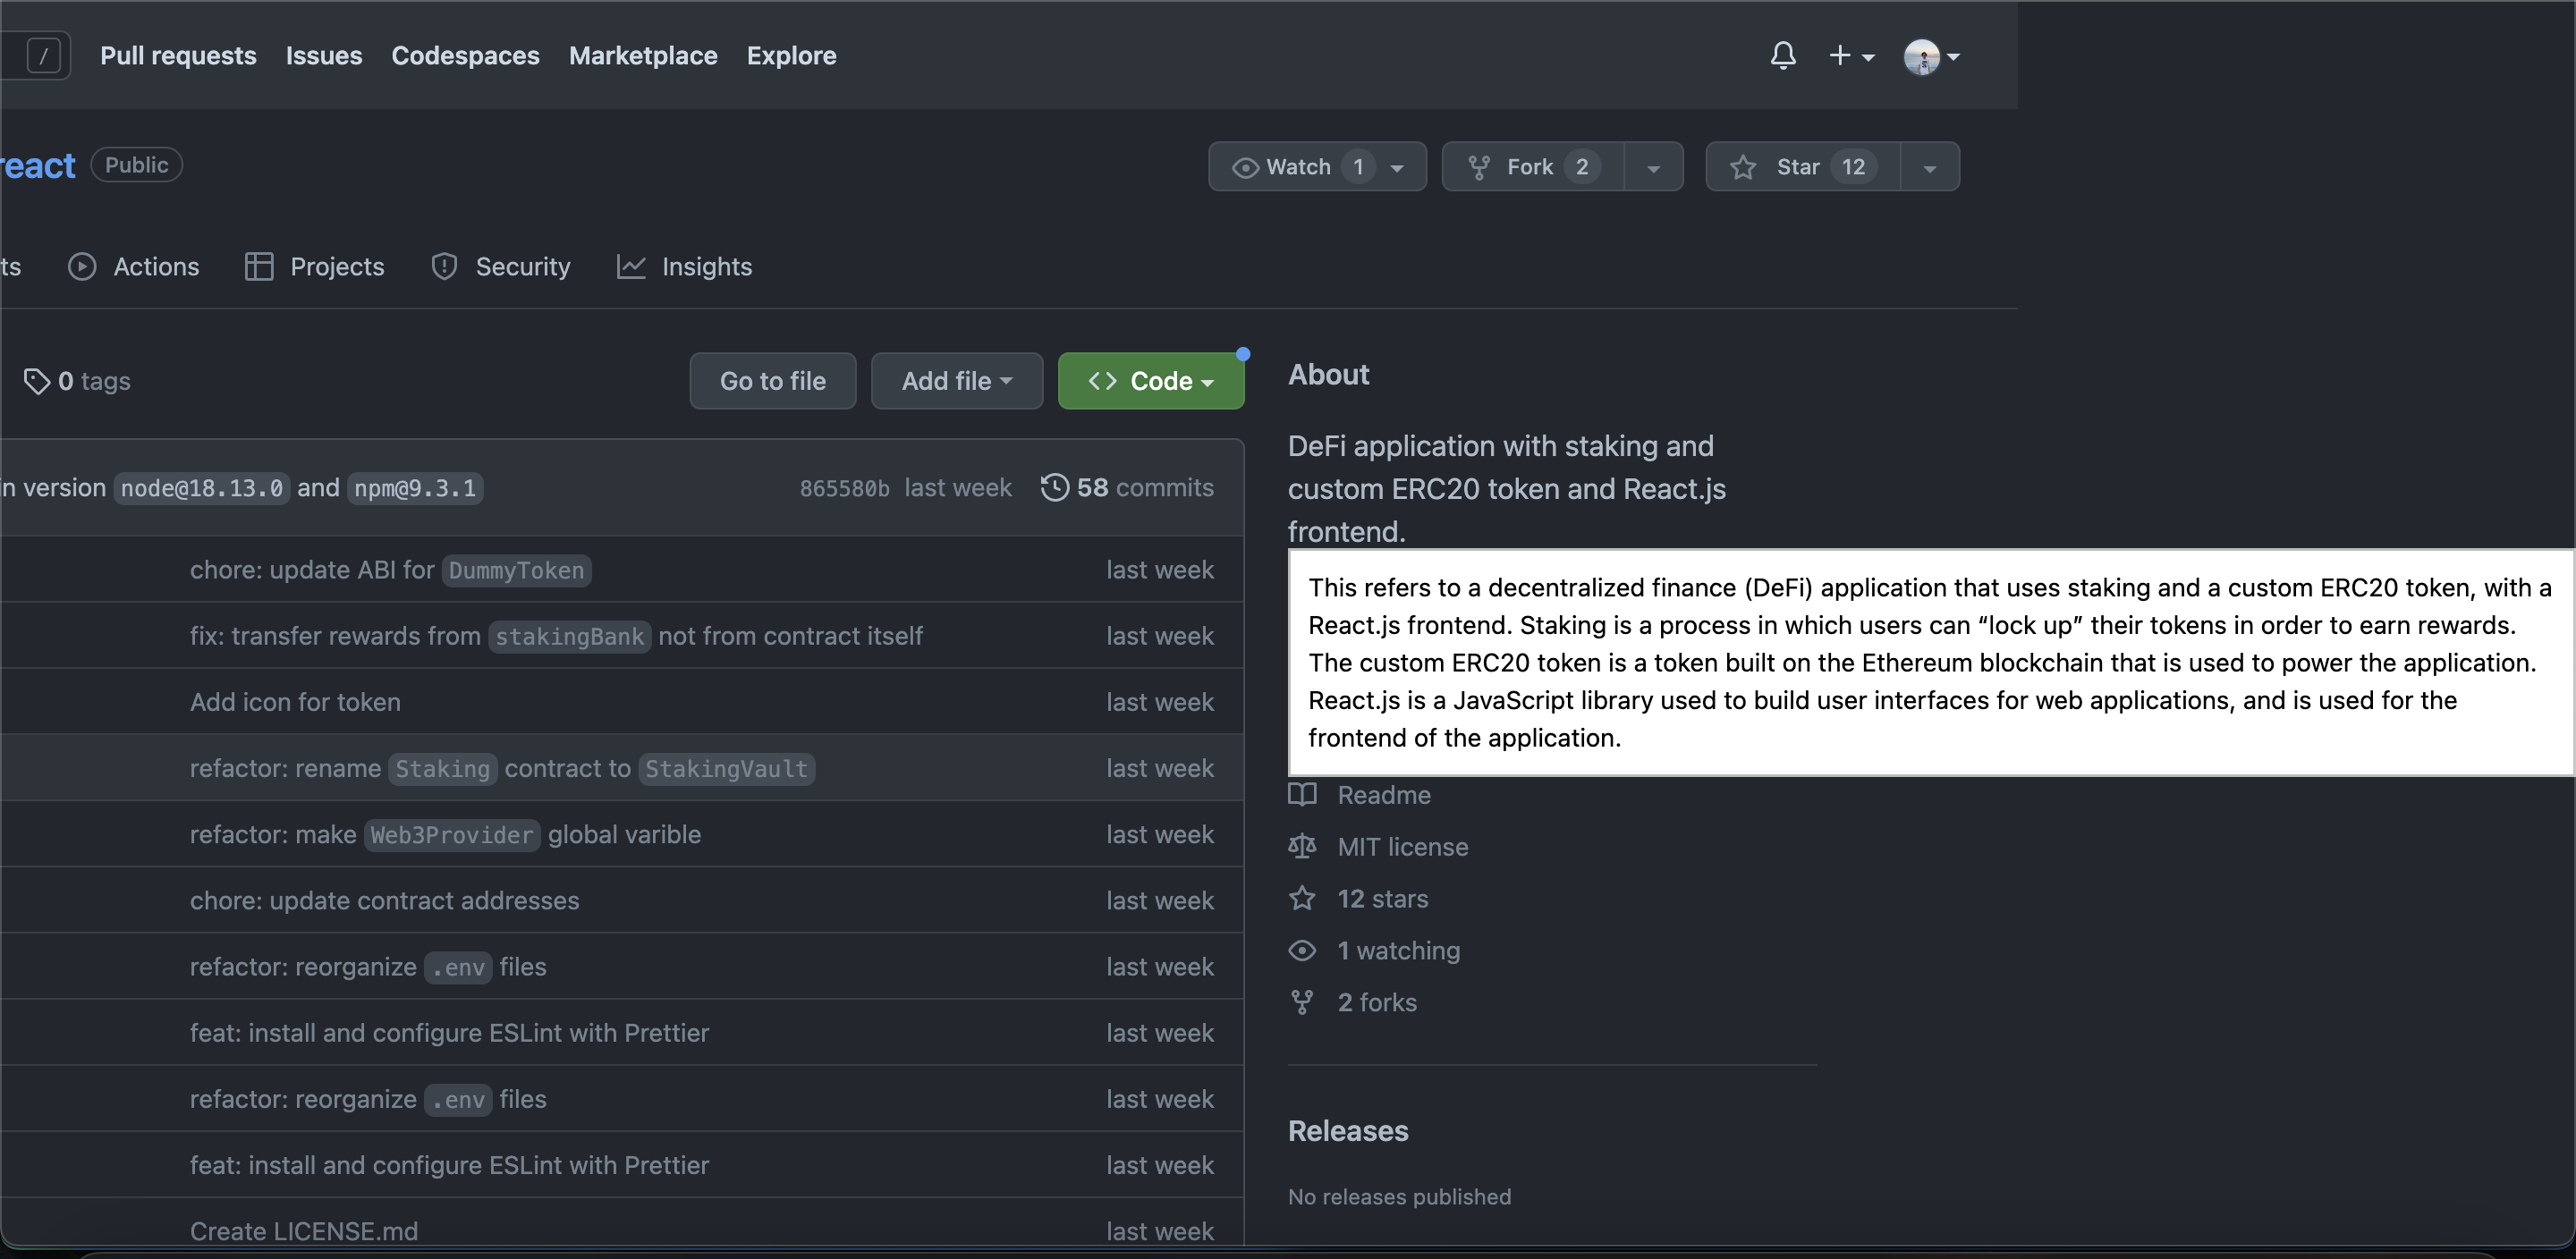 / Pull requests Issues Codespaces Marketplace Explore
react Public Watch 1 Fork 2 Star 12
ts Actions Projects Security Insights
0 tags Go to file Add file Code
in version node@18.13.0 and npm@9.3.1 865580b last week 58 commits
chore: update ABI for DummyToken last week
fix: transfer rewards from stakingBank not from contract itself last week
Add icon for token last week
refactor: rename Staking contract to StakingVault last week
refactor: make Web3Provider global varible last week
chore: update contract addresses last week
refactor: reorganize .env files last week
feat: install and configure ESLint with Prettier last week
refactor: reorganize .env files last week
feat: install and configure ESLint with Prettier last week
Create LICENSE.md last week
About
DeFi application with staking and
custom ERC20 token and React.js
frontend.
This refers to a decentralized finance (DeFi) application that uses staking and a custom ERC20 token, with a
React.js frontend. Staking is a process in which users can “lock up” their tokens in order to earn rewards.
The custom ERC20 token is a token built on the Ethereum blockchain that is used to power the application.
React.js is a JavaScript library used to build user interfaces for web applications, and is used for the
frontend of the application.
Readme
MIT license
12 stars
1 watching
2 forks
Releases
No releases published